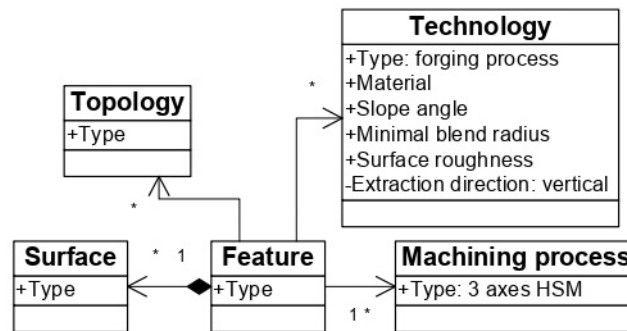 Technology
+Type: forging process
+Material
+Slope angle
+Minimal blend radius
+Surface roughness
-Extraction direction: vertical
Topology
+Type
*
*
Surface
+Type
* 1
Feature
+Type
1 *
Machining process
+Type: 3 axes HSM